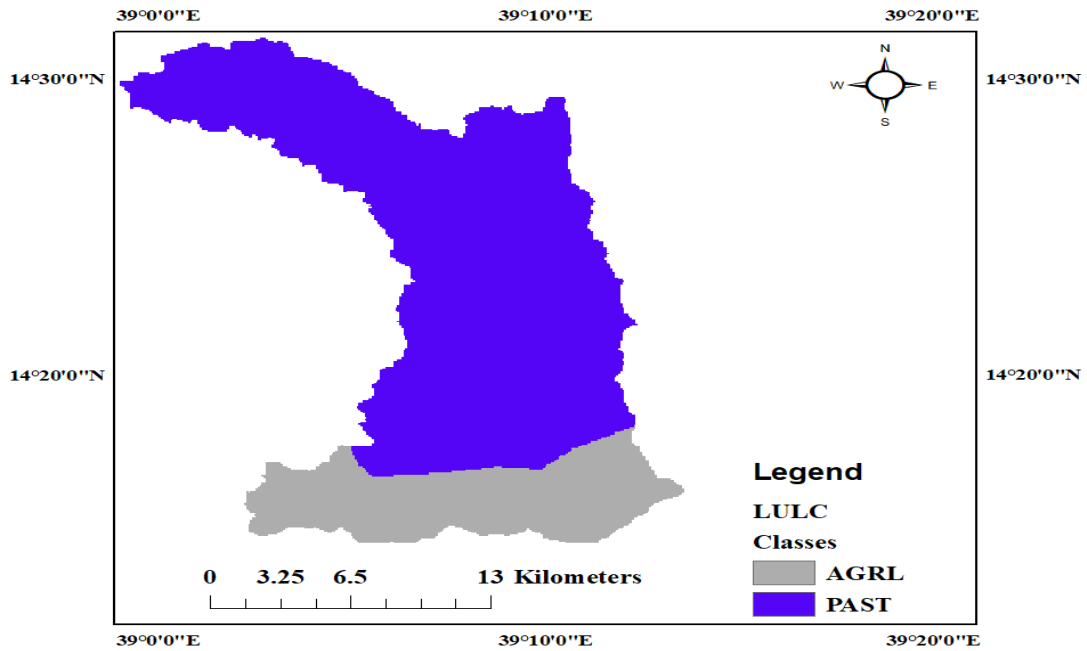 39°0'0"E 39°10'0"E 39°20'0"E
N
W E
S
14°30'0"N 14°30'0"N
14°20'0"N 14°20'0"N
Legend
LULC
Classes
AGRL
PAST
0 3.25 6.5 13 Kilometers
39°0'0"E 39°10'0"E 39°20'0"E